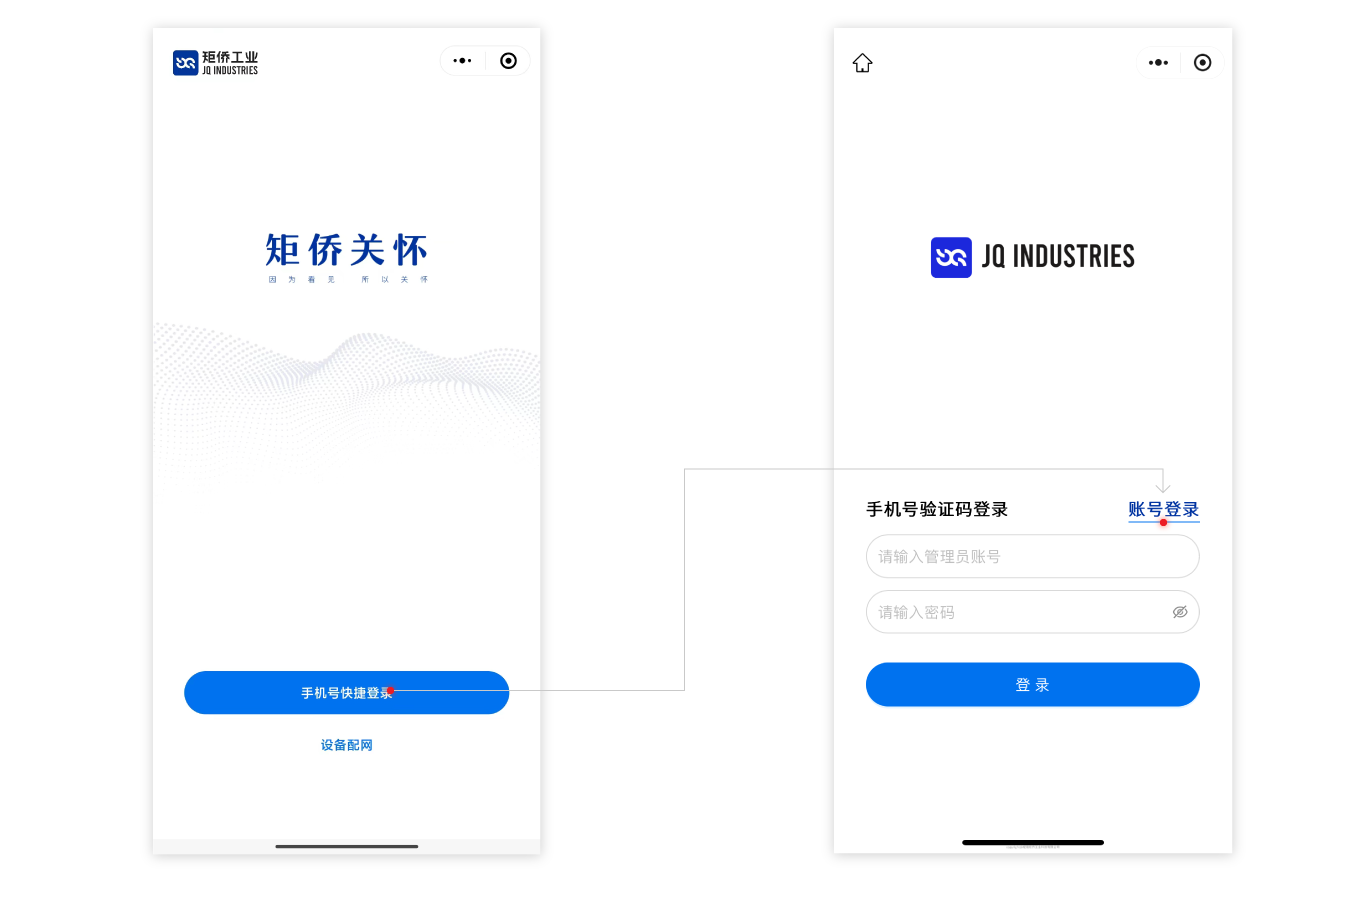 矩侨工业
JQ INDUSTRIES
矩侨关怀
因为看见 所以关怀
手机号快捷登录
设备配网
JQ INDUSTRIES
手机号验证码登录
账号登录
请输入管理员账号
请输入密码
登 录